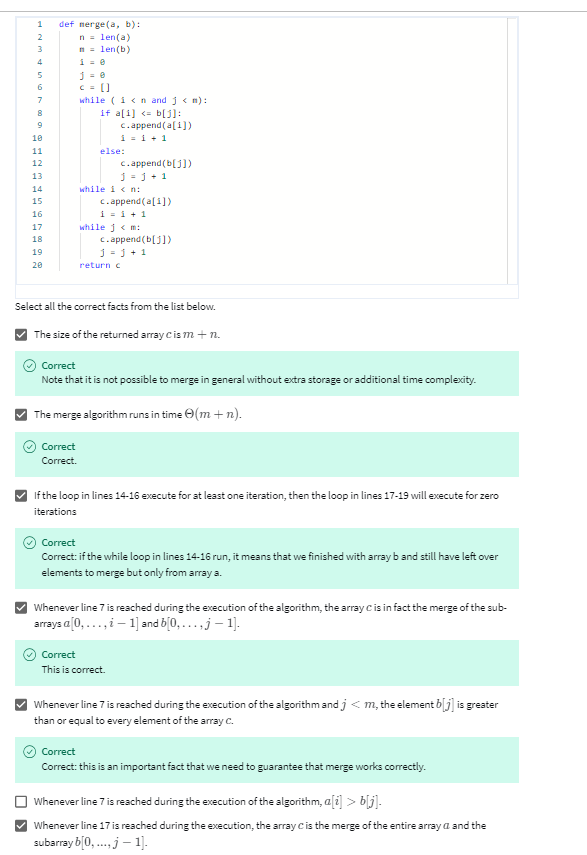 1 def merge(a, b):
2 n = len(a)
3 m = len(b)
4 i = 0
5 j = 0
6 c = []
7 while ( i < n and j < m):
8 if a[i] <= b[j]:
9 c.append(a[i])
10 i = i + 1
11 else:
12 c.append(b[j])
13 j = j + 1
14 while i < n:
15 c.append(a[i])
16 i = i + 1
17 while j < m:
18 c.append(b[j])
19 j = j + 1
20 return c
Select all the correct facts from the list below.
The size of the returned array c is m + n.
Correct
Note that it is not possible to merge in general without extra storage or additional time complexity.
The merge algorithm runs in time Θ(m + n).
Correct
Correct.
If the loop in lines 14-16 execute for at least one iteration, then the loop in lines 17-19 will execute for zero
iterations
Correct
Correct: if the while loop in lines 14-16 run, it means that we finished with array b and still have left over
elements to merge but only from array a.
Whenever line 7 is reached during the execution of the algorithm, the array c is in fact the merge of the sub-
arrays a[0, . . . , i − 1] and b[0, . . . , j − 1].
Correct
This is correct.
Whenever line 7 is reached during the execution of the algorithm and j < m, the element b[j] is greater
than or equal to every element of the array c.
Correct
Correct: this is an important fact that we need to guarantee that merge works correctly.
Whenever line 7 is reached during the execution of the algorithm, a[i] > b[j].
Whenever line 17 is reached during the execution, the array c is the merge of the entire array a and the
subarray b[0, ..., j − 1].